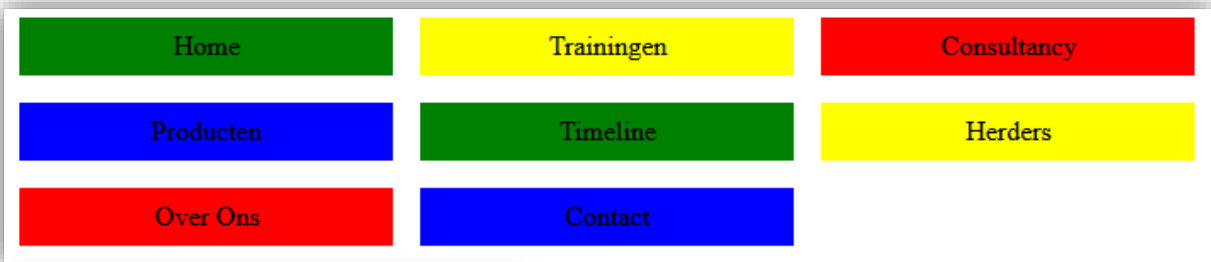 Home
Trainingen
Consultancy
Producten
Timeline
Herders
Over Ons
Contact